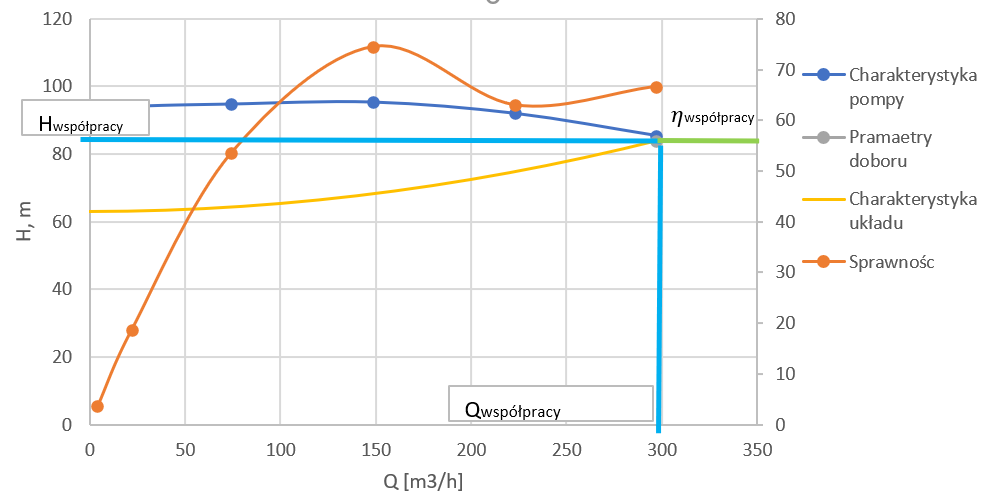 120
100
80
60
40
20
0
H, m
0
50
100
150
200
250
300
350
Q [m3/h]
80
70
60
50
40
30
20
10
0
Hwspółpracy
ηwspółpracy
Qwspółpracy
Charakterystyka
pompy
Pramaetry
doboru
Charakterystyka
układu
Sprawnośc